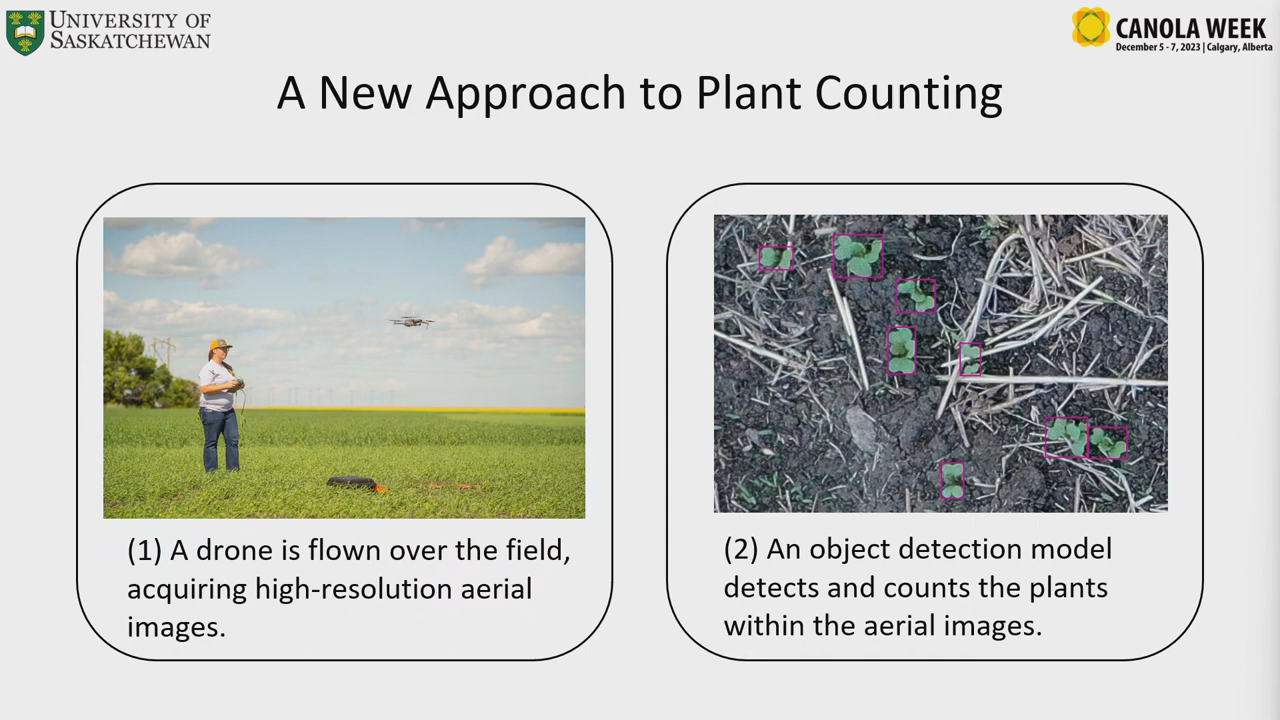 UNIVERSITY OF
SASKATCHEWAN
CANOLA WEEK
December 5 - 7, 2023 | Calgary, Alberta
A New Approach to Plant Counting
(1) A drone is flown over the field,
acquiring high-resolution aerial
images.
(2) An object detection model
detects and counts the plants
within the aerial images.